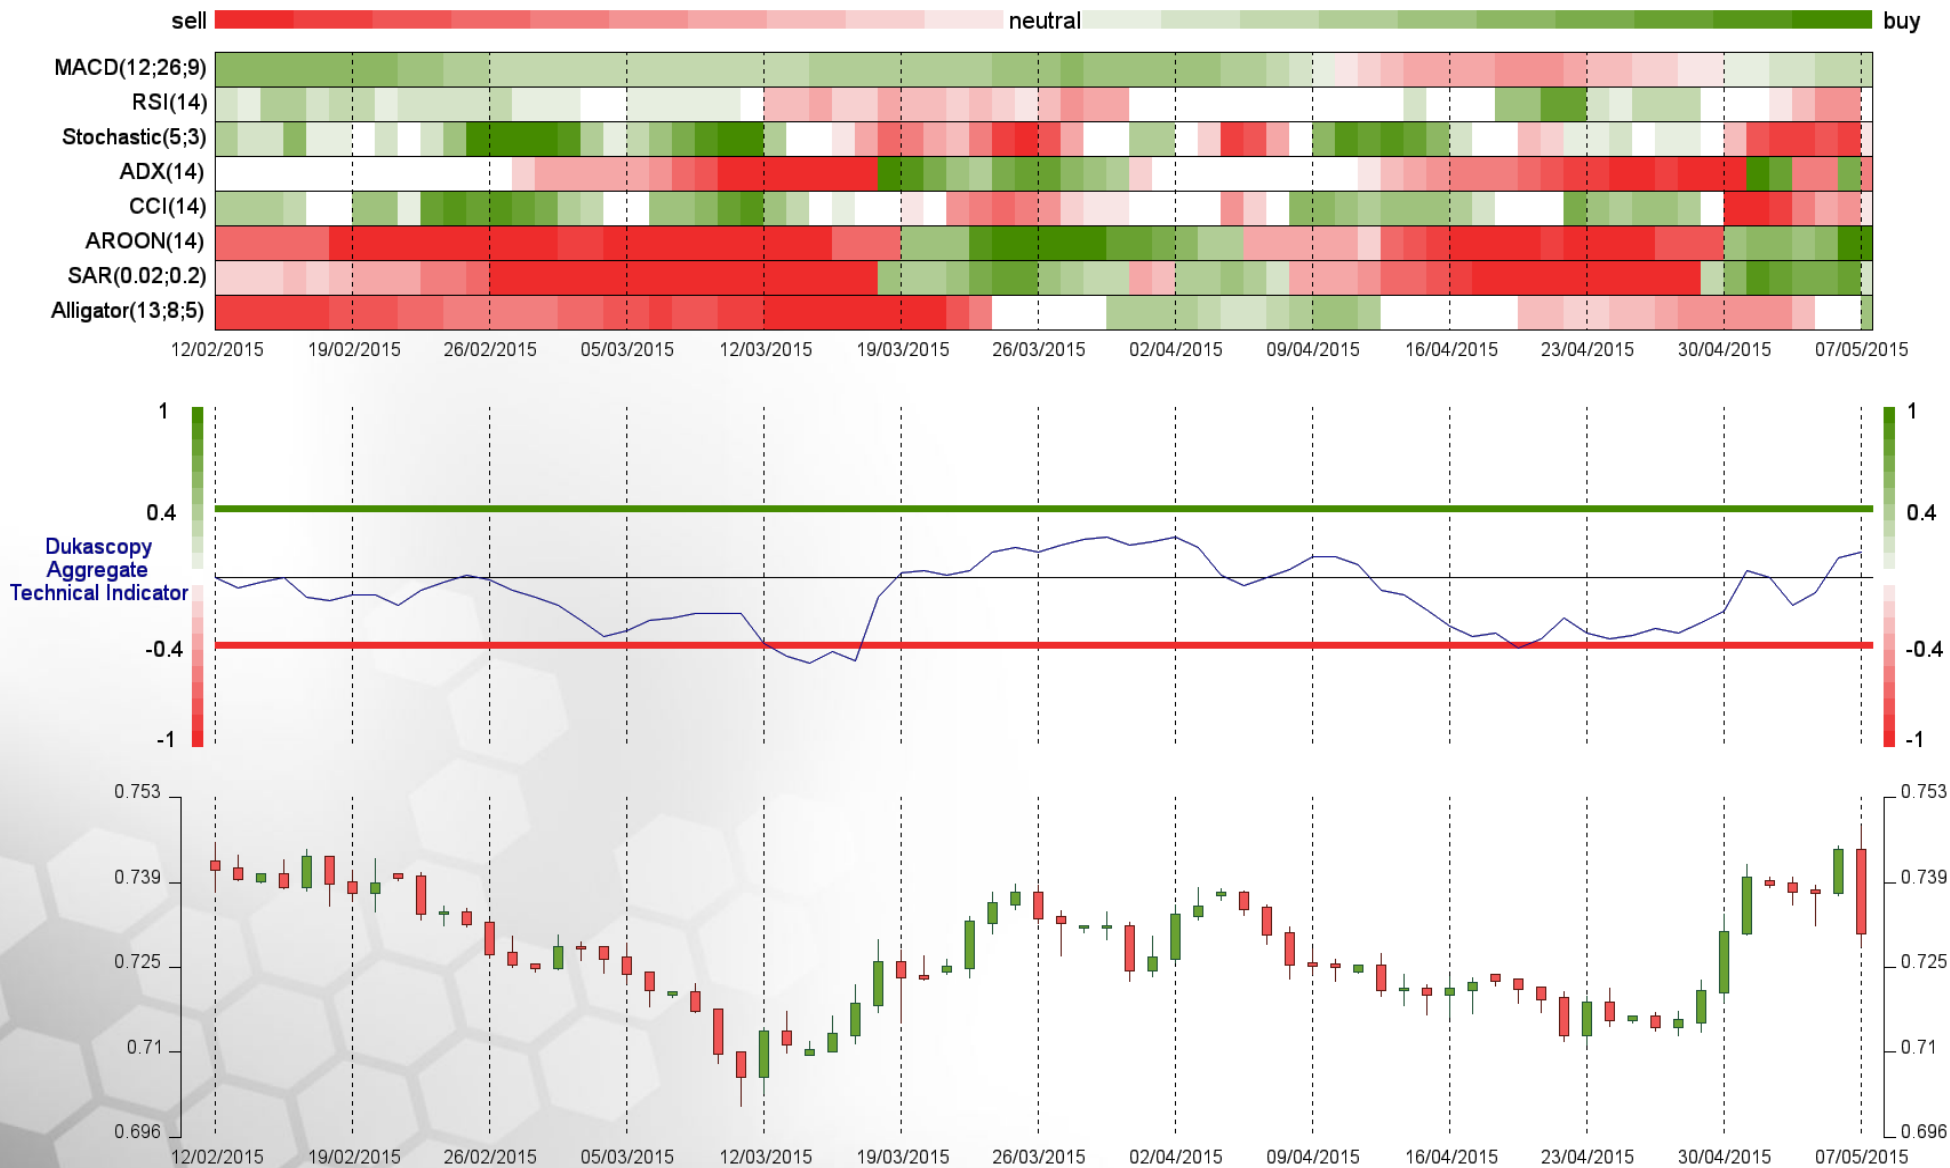 sell neutral buy
MACD(12;26;9)
RSI(14)
Stochastic(5;3)
ADX(14)
CCI(14)
AROON(14)
SAR(0.02;0.2)
Alligator(13;8;5)
12/02/2015 19/02/2015 26/02/2015 05/03/2015 12/03/2015 19/03/2015 26/03/2015 02/04/2015 09/04/2015 16/04/2015 23/04/2015 30/04/2015 07/05/2015
1 1
0.4 0.4
Dukascopy
Aggregate
Technical Indicator
-0.4 -0.4
-1 -1
0.753 0.753
0.739 0.739
0.725 0.725
0.71 0.71
0.696 0.696
12/02/2015 19/02/2015 26/02/2015 05/03/2015 12/03/2015 19/03/2015 26/03/2015 02/04/2015 09/04/2015 16/04/2015 23/04/2015 30/04/2015 07/05/2015